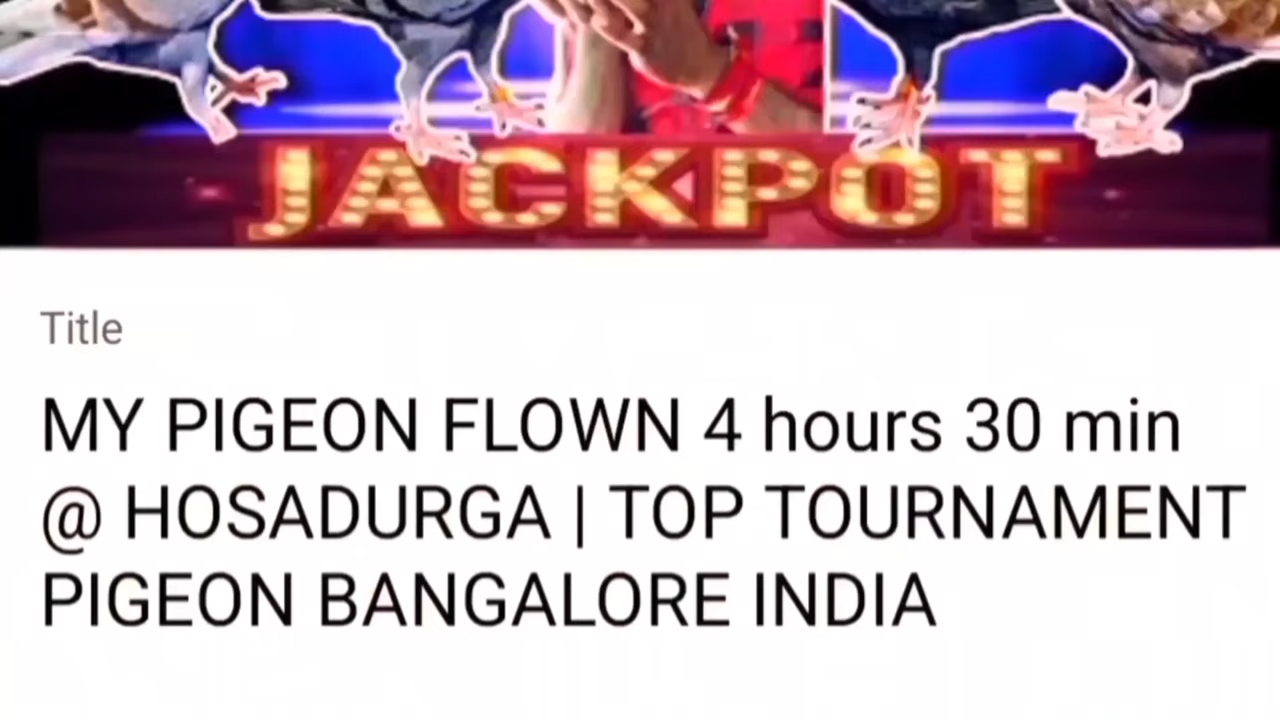 JACKPOT
Title
MY PIGEON FLOWN 4 hours 30 min
@ HOSADURGA | TOP TOURNAMENT
PIGEON BANGALORE INDIA